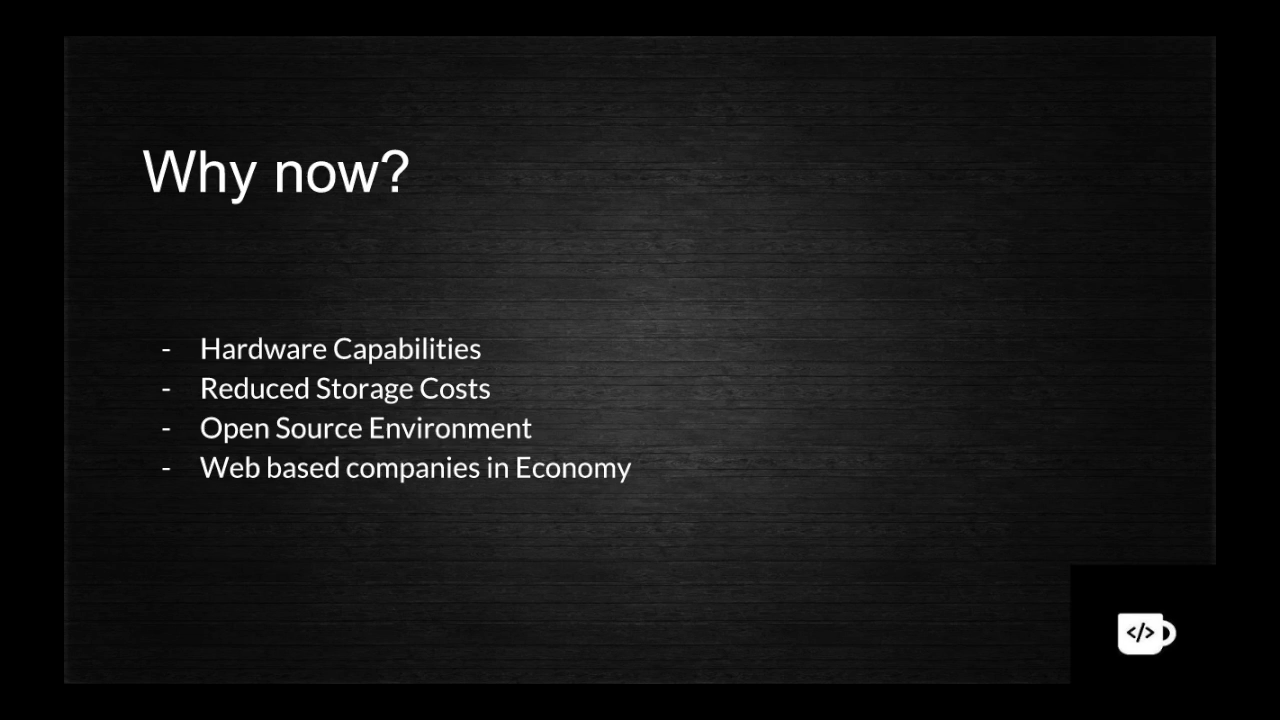 Why now?
- Hardware Capabilities
- Reduced Storage Costs
- Open Source Environment
- Web based companies in Economy
</>